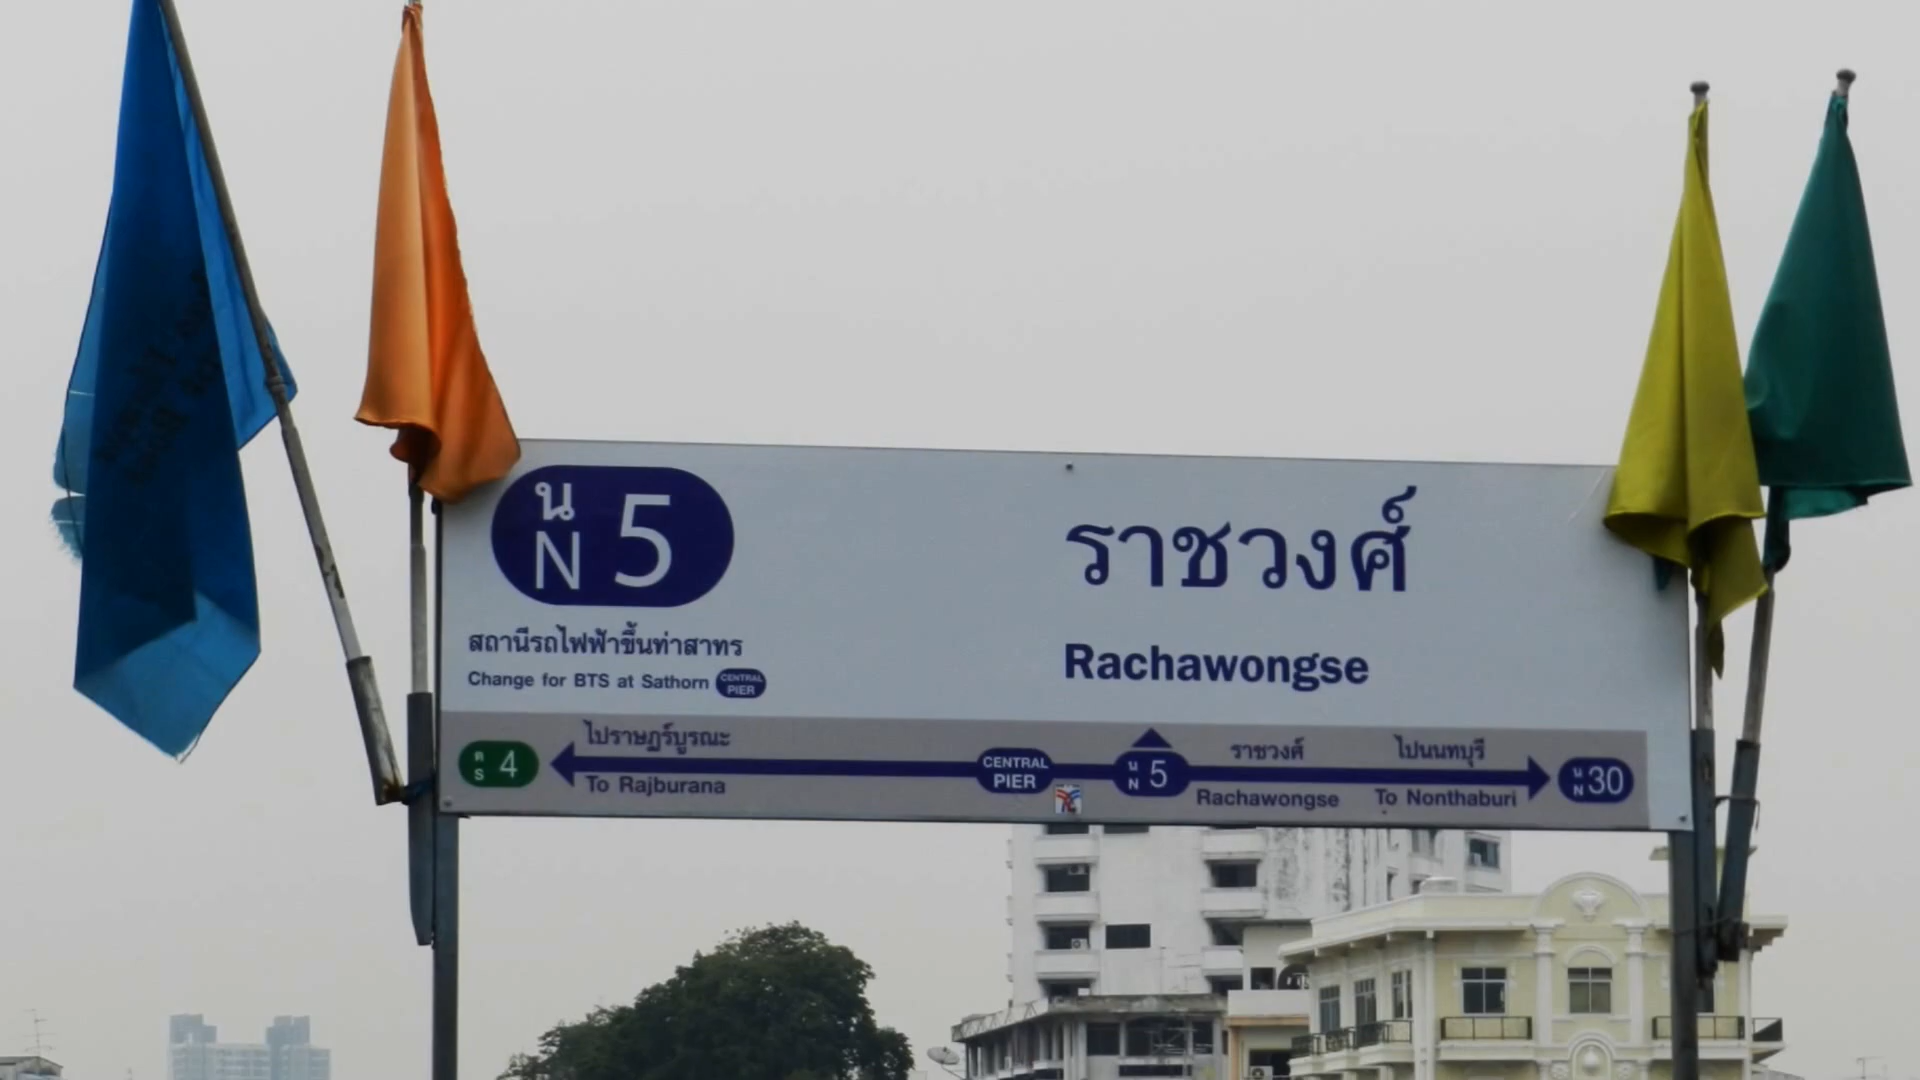 น
N 5
สถานีรถไฟฟ้าขึ้นท่าสาทร
Change for BTS at Sathorn CENTRAL PIER
ราชวงศ์
Rachawongse
ต
S 4
ไปราษฎร์บูรณะ
To Rajburana
CENTRAL
PIER
น
N 5
ราชวงศ์
Rachawongse
ไปนนทบุรี
To Nonthaburi
น
N 30